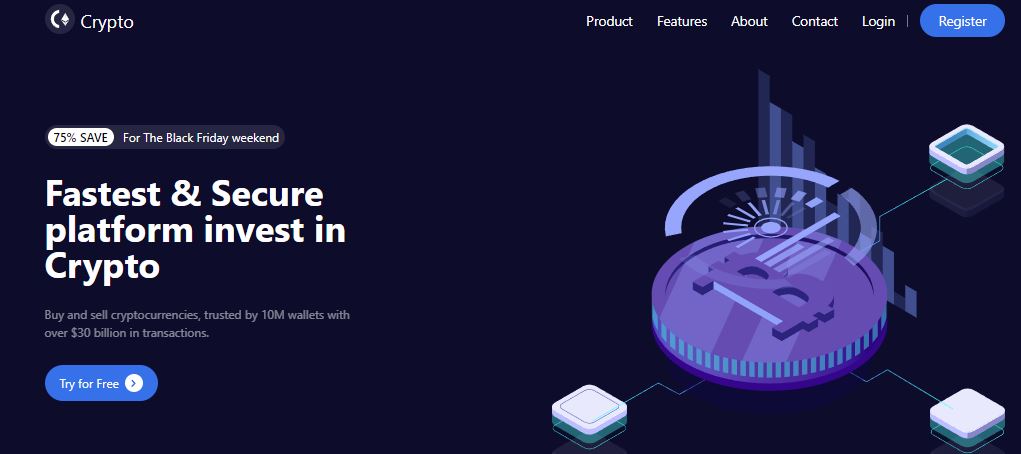 Crypto
Product Features About Contact Login | Register
75% SAVE For The Black Friday weekend
Fastest & Secure
platform invest in
Crypto
Buy and sell cryptocurrencies, trusted by 10M wallets with
over $30 billion in transactions.
Try for Free